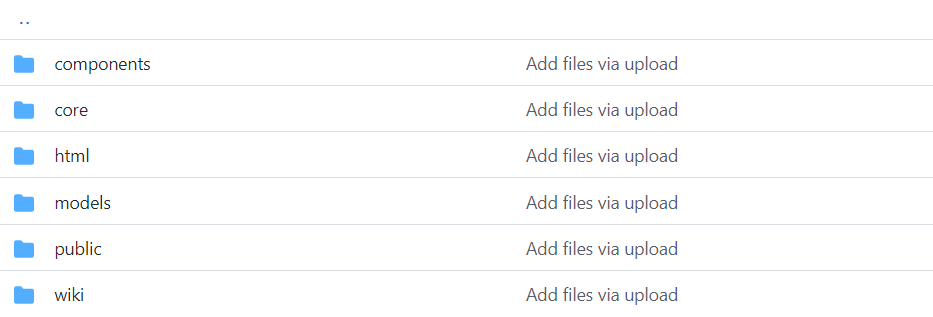 ..
components Add files via upload
core Add files via upload
html Add files via upload
models Add files via upload
public Add files via upload
wiki Add files via upload